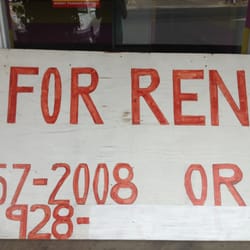 FOR REN
57-2008 OR
928-